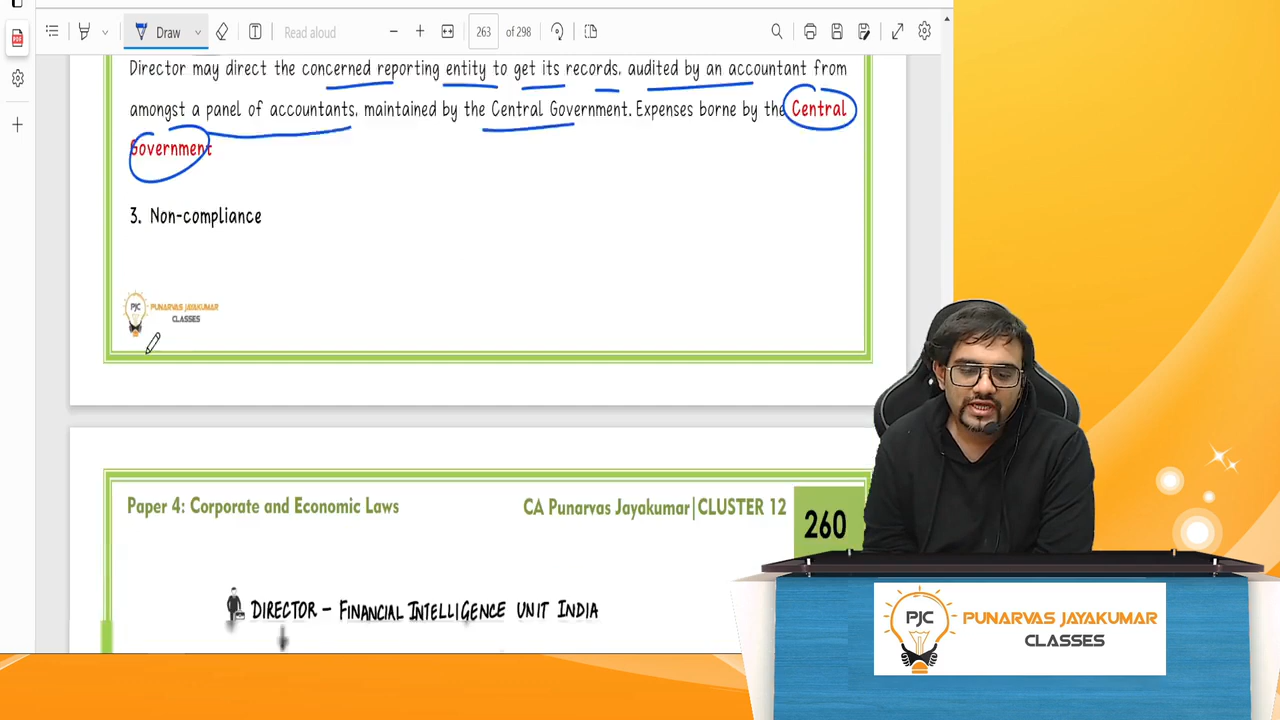 Draw
Read aloud
263
of 298
Director may direct the concerned reporting entity to get its records, audited by an accountant from
amongst a panel of accountants, maintained by the Central Government. Expenses borne by the Central
Government
3. Non-compliance
PJC
PUNARVAS JAYAKUMAR
CLASSES
Paper 4: Corporate and Economic Laws
CA Punarvas Jayakumar|CLUSTER 12
260
DIRECTOR – FINANCIAL INTELLIGENCE UNIT INDIA
PJC
PUNARVAS JAYAKUMAR
CLASSES